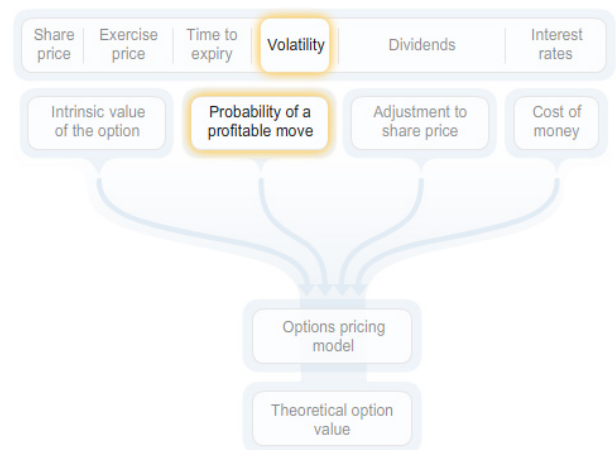 Share price
Exercise price
Time to expiry
Volatility
Dividends
Interest rates
Intrinsic value
of the option
Probability of a
profitable move
Adjustment to
share price
Cost of
money
Options pricing
model
Theoretical option
value